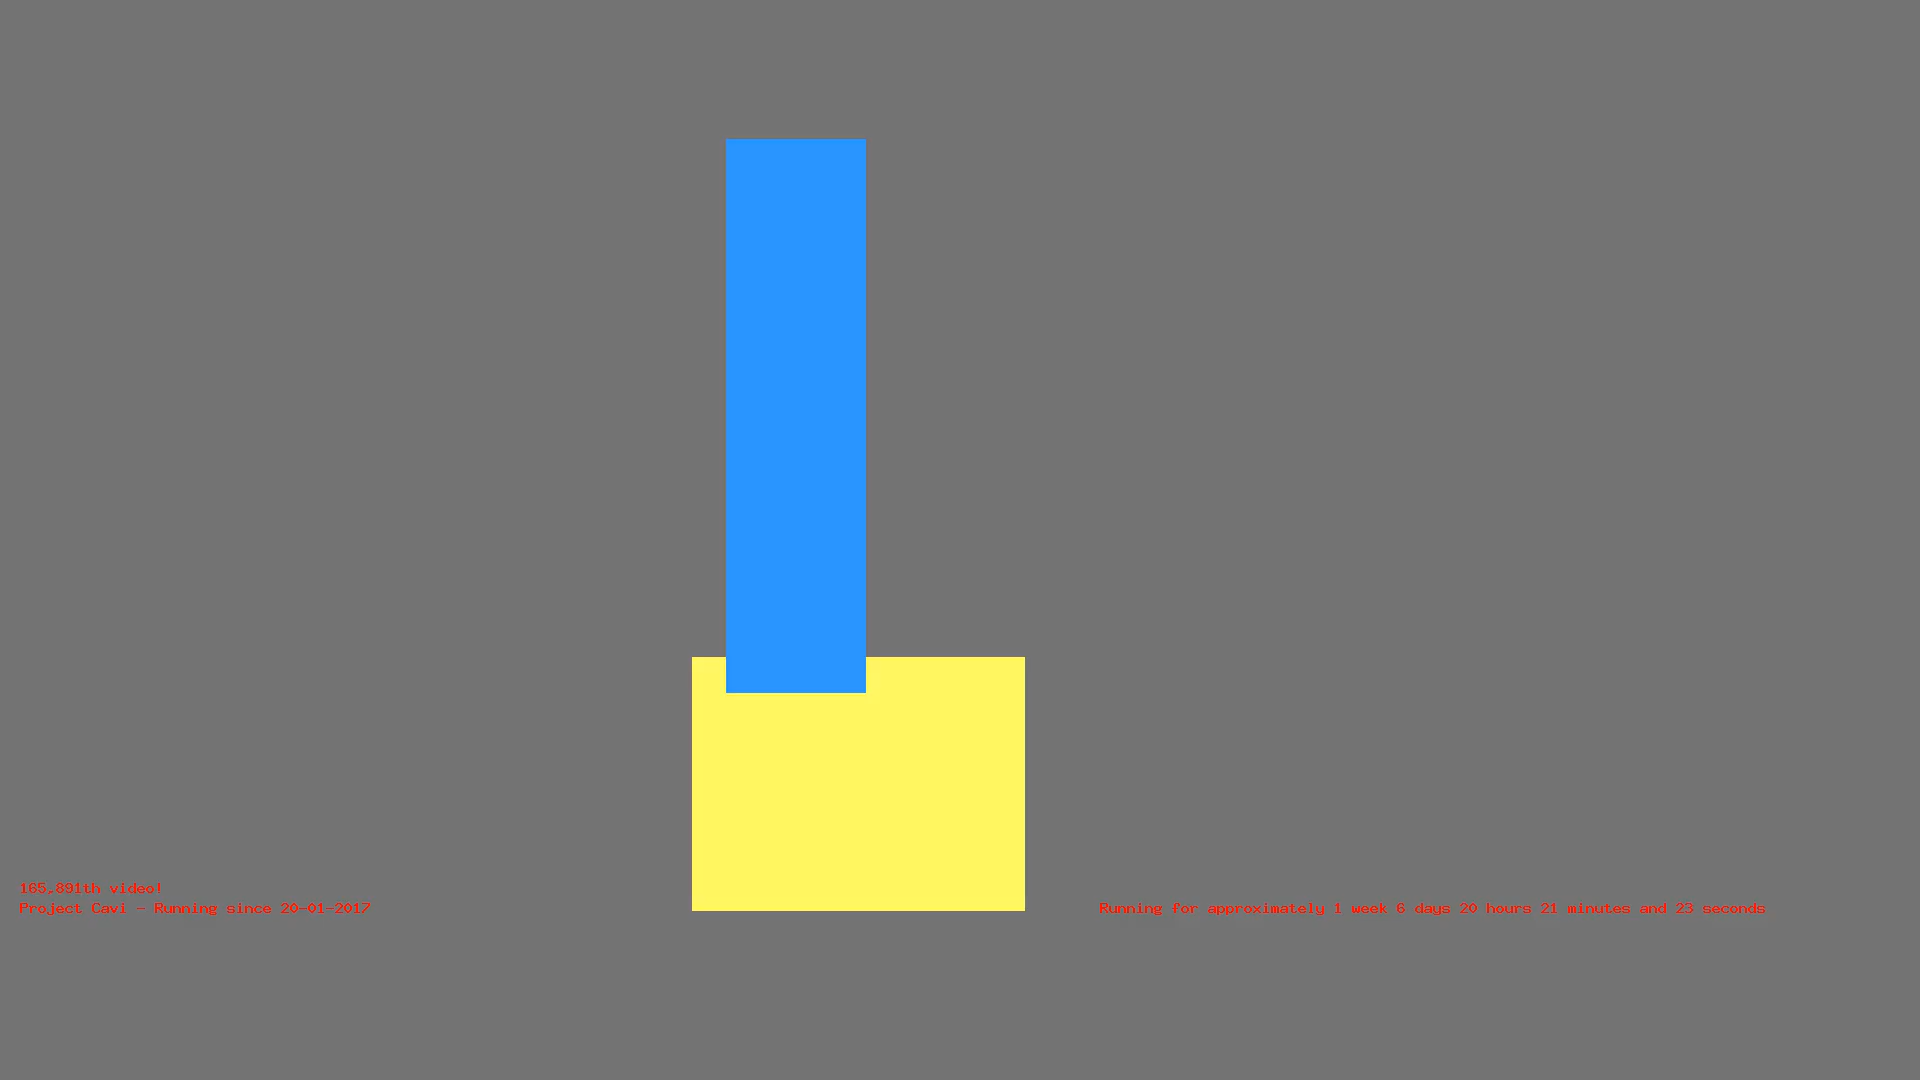 165,891th video!
Project Cavi - Running since 20-01-2017
Running for approximately 1 week 6 days 20 hours 21 minutes and 23 seconds